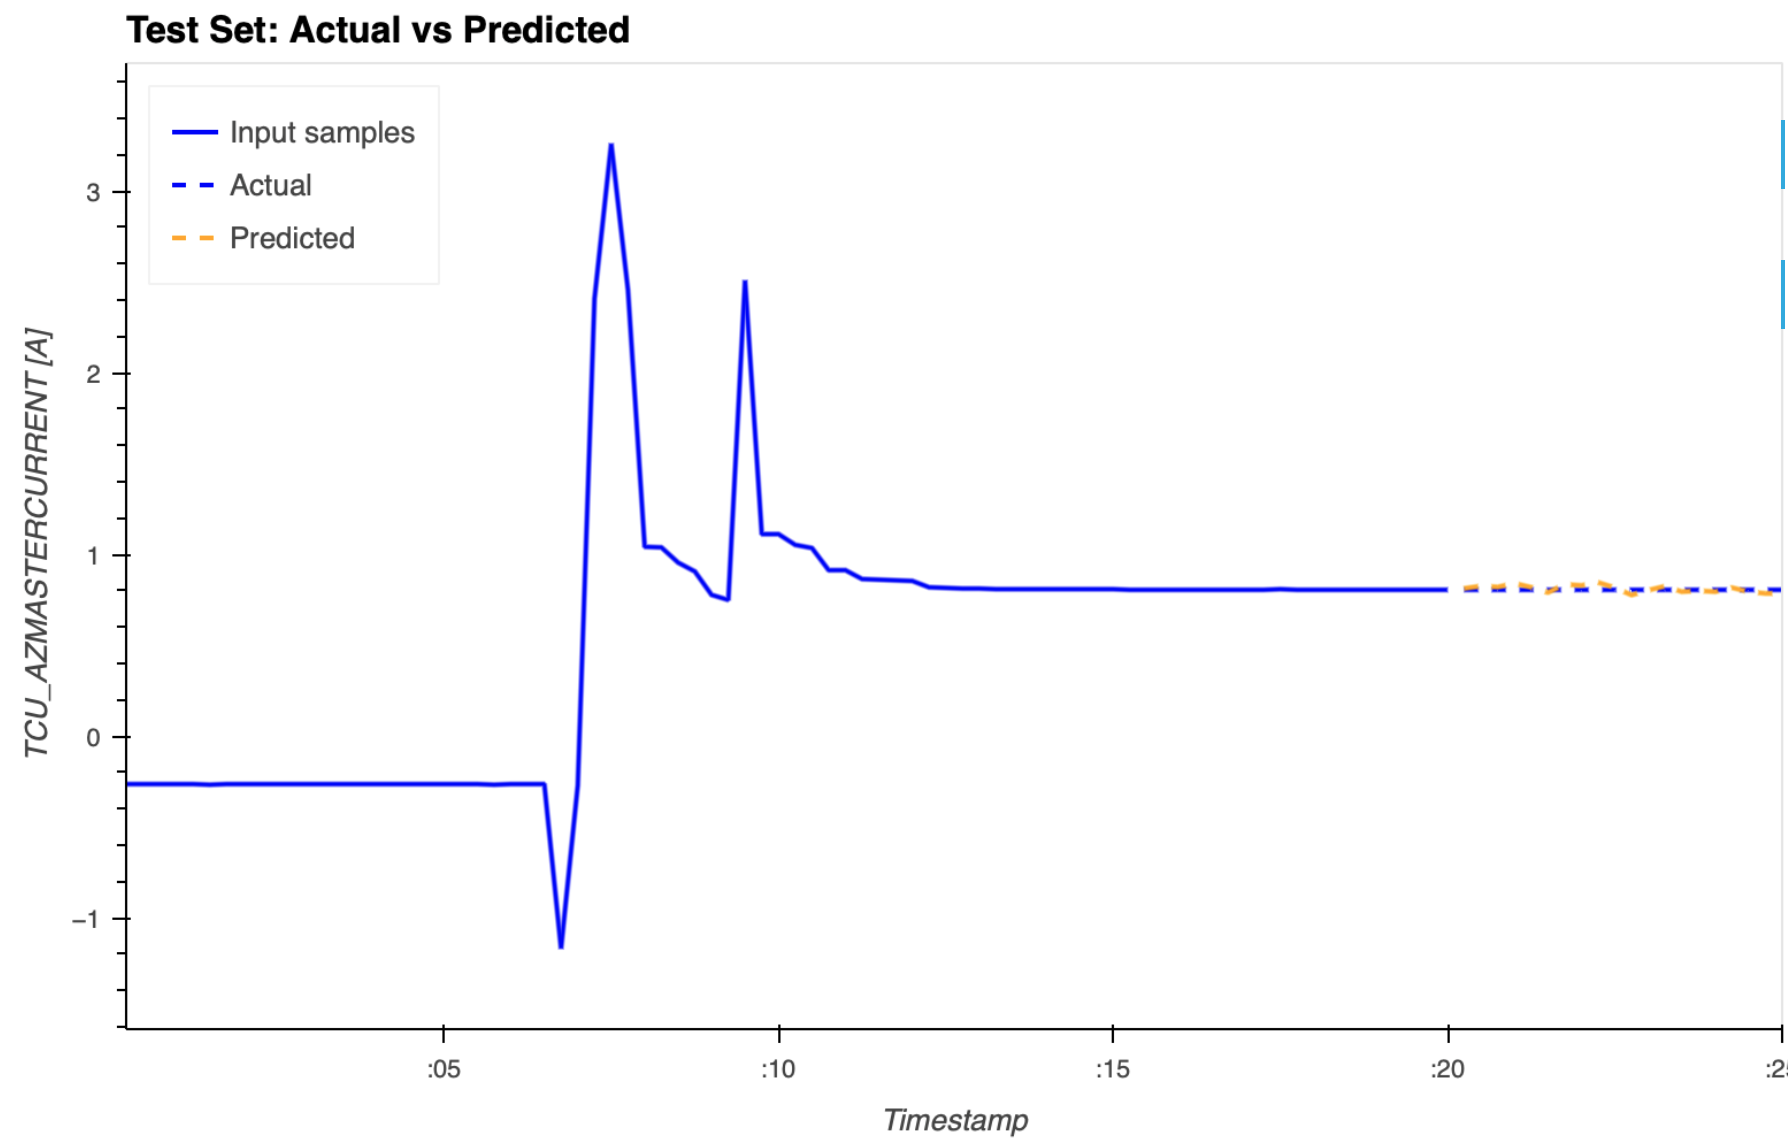 Test Set: Actual vs Predicted
Input samples
Actual
Predicted
TCU_AZMASTERCURRENT [A]
3
2
1
0
−1
:05
:10
:15
:20
Timestamp